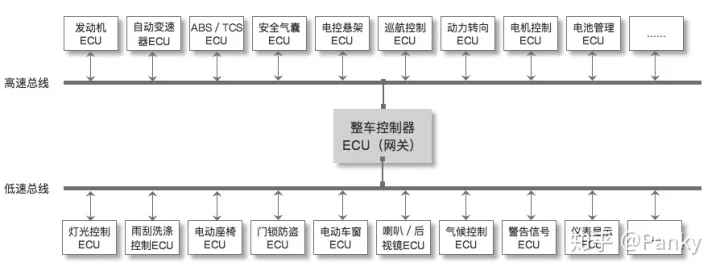 发动机
ECU
自动变速
器ECU
ABS / TCS
ECU
安全气囊
ECU
电控悬架
ECU
巡航控制
ECU
动力转向
ECU
电机控制
ECU
电池管理
ECU
......
高速总线
整车控制器
ECU（网关）
低速总线
灯光控制
ECU
雨刮洗涤
控制ECU
电动座椅
ECU
门锁防盗
ECU
电动车窗
ECU
喇叭 / 后
视镜ECU
气候控制
ECU
警告信号
ECU
仪表显示
ECU
知乎 @Panky